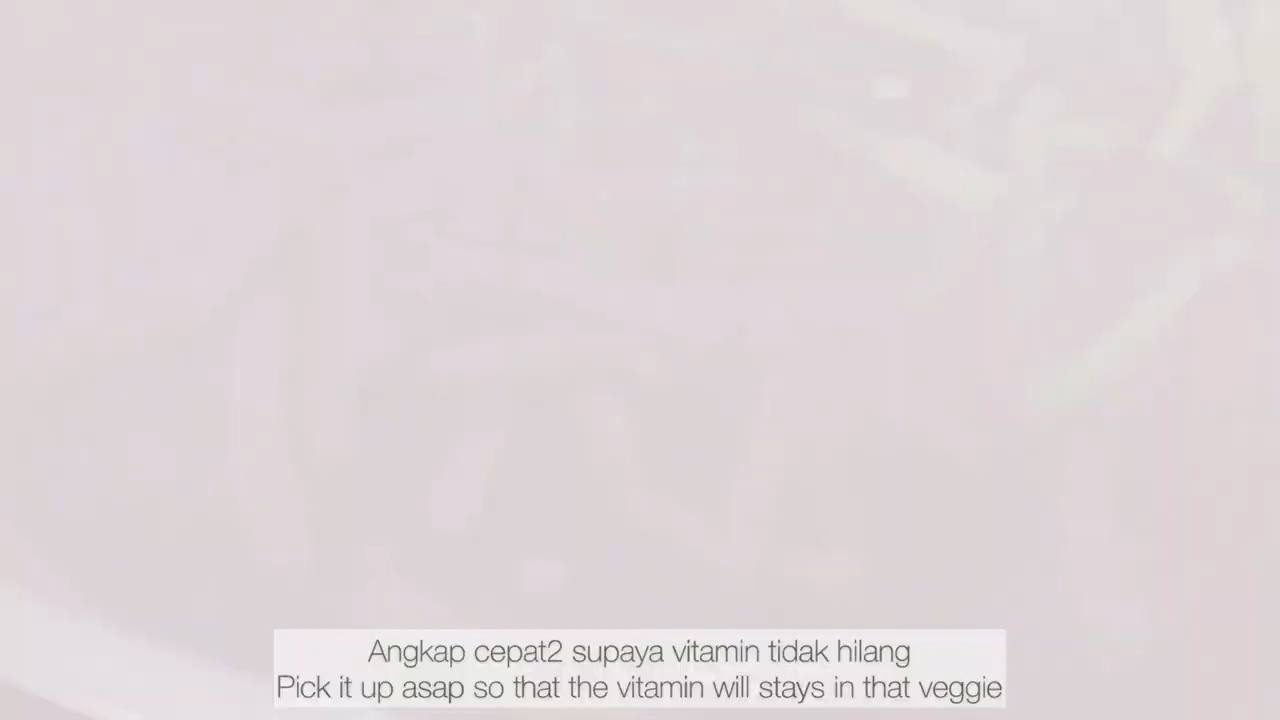 Angkap cepat2 supaya vitamin tidak hilang
Pick it up asap so that the vitamin will stays in that veggie